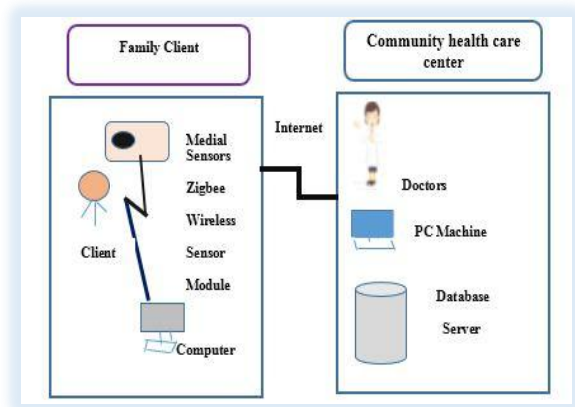 Family Client
Community health care
center
Internet
Medial
Sensors
Zigbee
Wireless
Sensor
Module
Client
Computer
Doctors
PC Machine
Database
Server